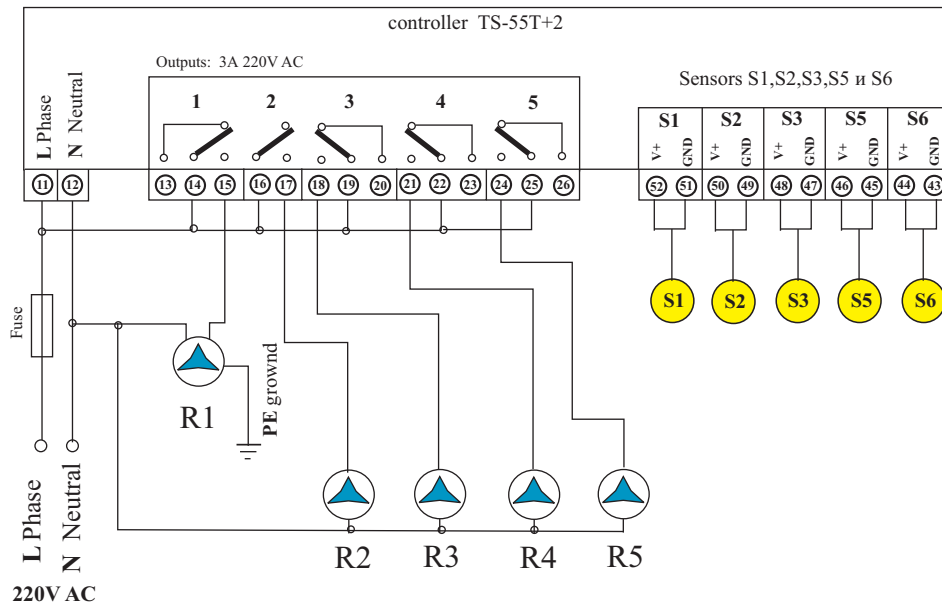 controller TS-55T+2
Outputs: 3A 220V AC
Sensors S1,S2,S3,S5 и S6
L Phase
N Neutral
1 2 3 4 5
S1 S2 S3 S5 S6
V+ GND V+ GND V+ GND V+ GND V+ GND
11 12 13 14 15 16 17 18 19 20 21 22 23 24 25 26 52 51 50 49 48 47 46 45 44 43
S1 S2 S3 S5 S6
Fuse
R1
PE grownd
L Phase
N Neutral
R2 R3 R4 R5
220V AC